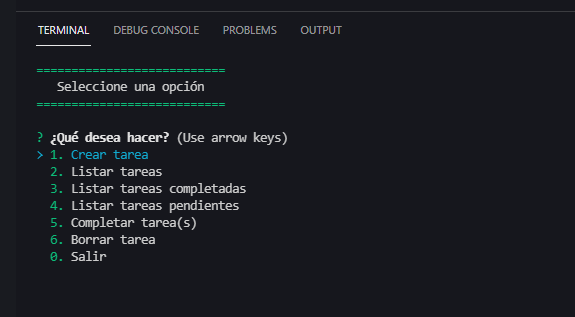 TERMINAL DEBUG CONSOLE PROBLEMS OUTPUT
===========================
Seleccione una opción
===========================
? ¿Qué desea hacer? (Use arrow keys)
> 1. Crear tarea
2. Listar tareas
3. Listar tareas completadas
4. Listar tareas pendientes
5. Completar tarea(s)
6. Borrar tarea
0. Salir